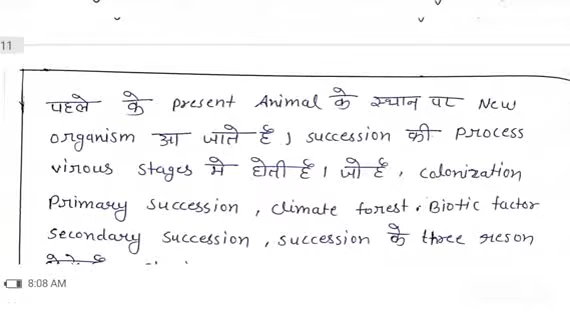 11
पहले के present Animal के स्थान पर New
organism आ जाते है। succession की process
virous stages मे होती है। जो है, colonization
Primary succession, climate forest, Biotic factor
secondary succession, succession के three reson
8:08 AM